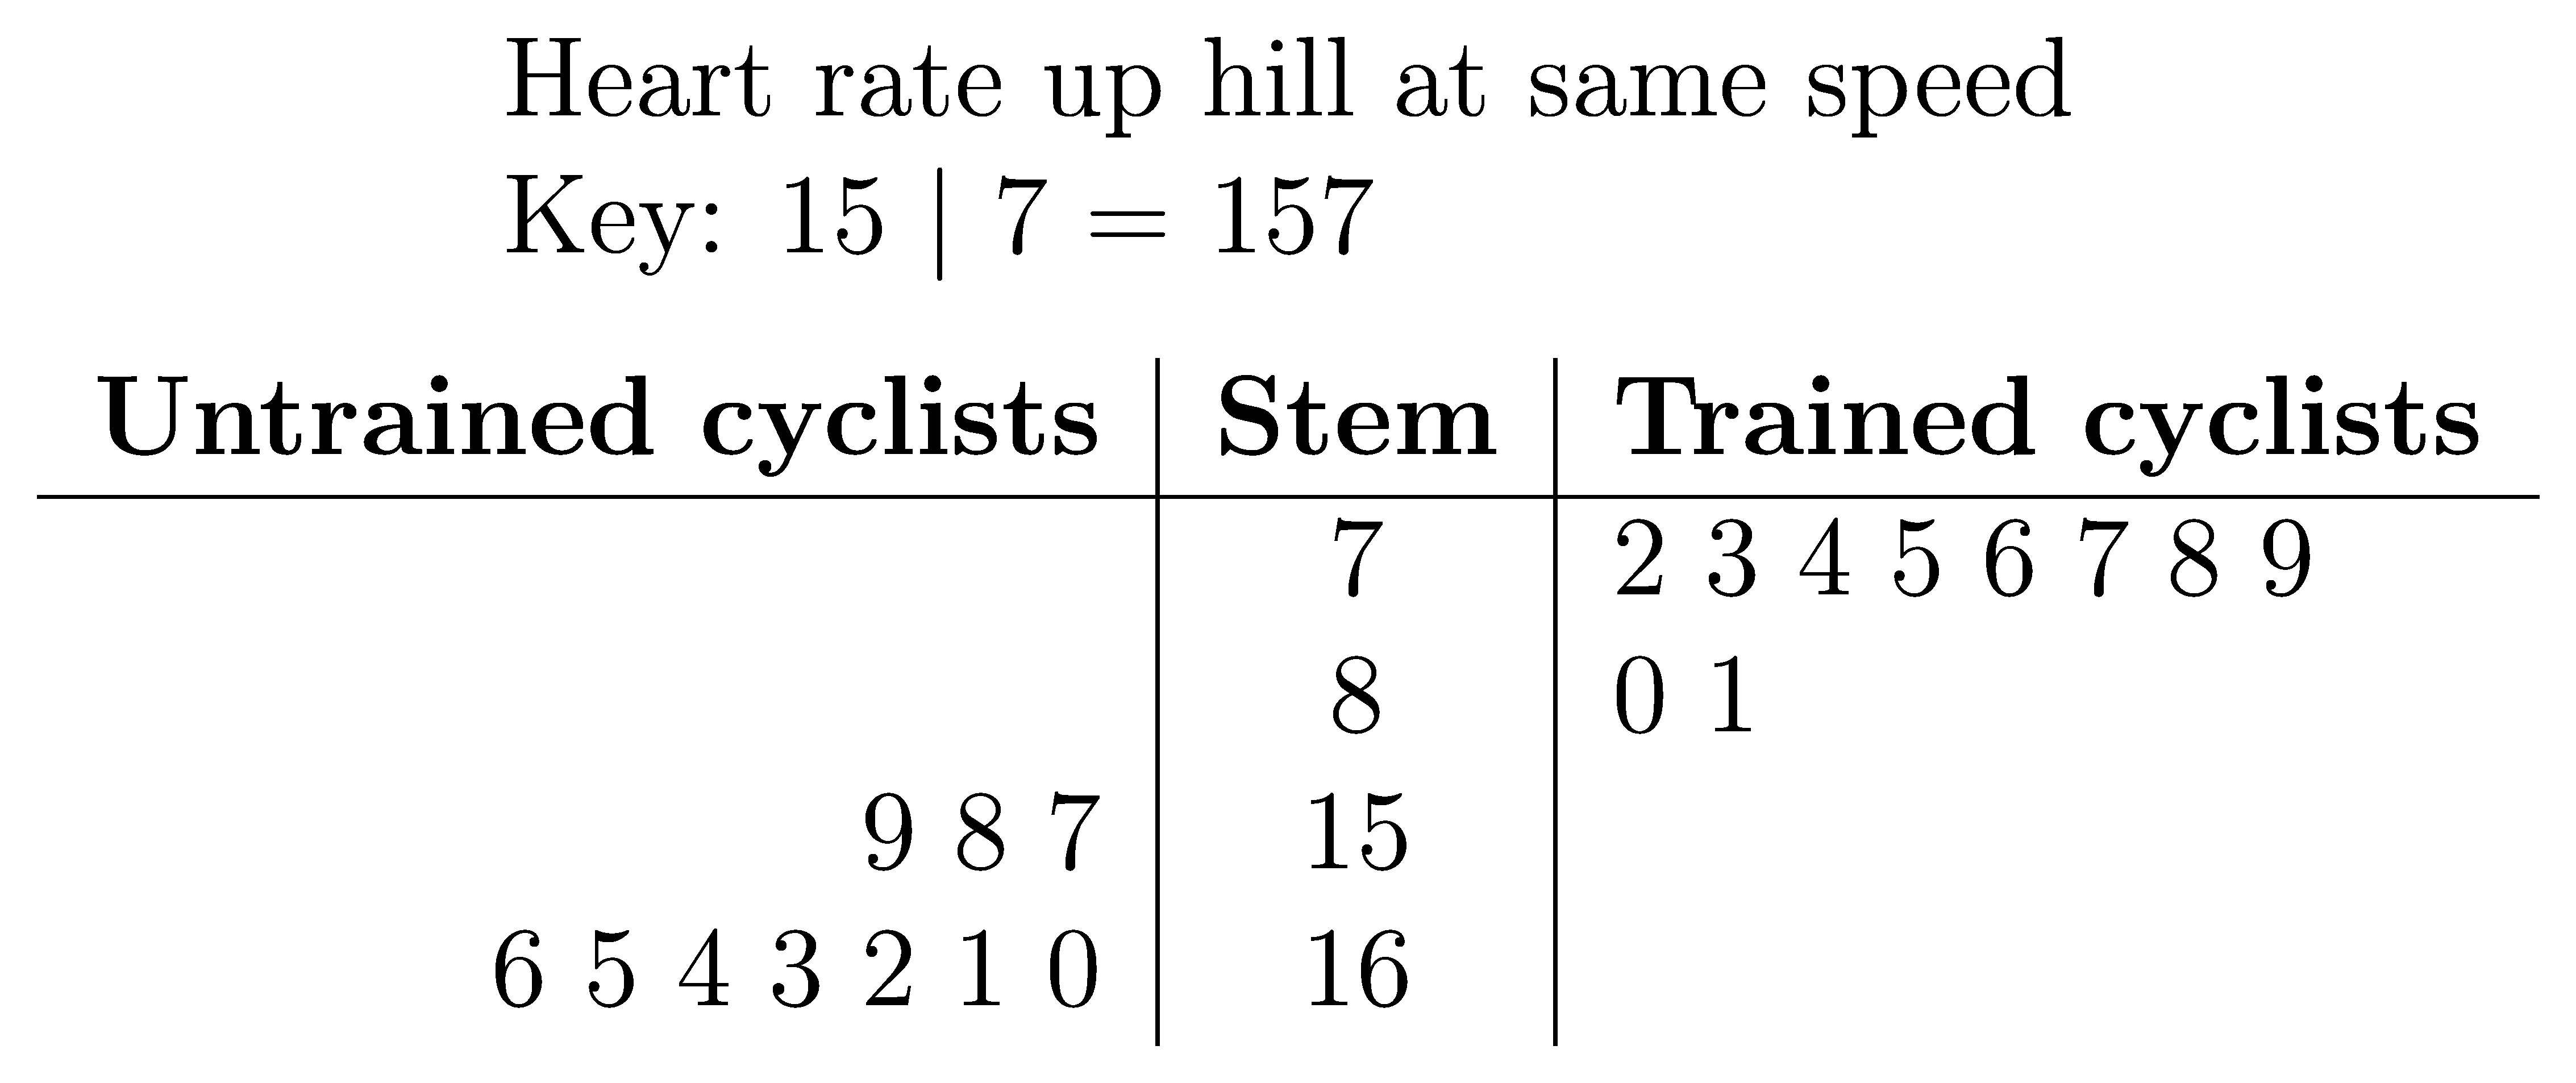 Heart rate up hill at same speed
Key: 15 | 7 = 157
Untrained cyclists Stem Trained cyclists
7 2 3 4 5 6 7 8 9
8 0 1
9 8 7 15
6 5 4 3 2 1 0 16